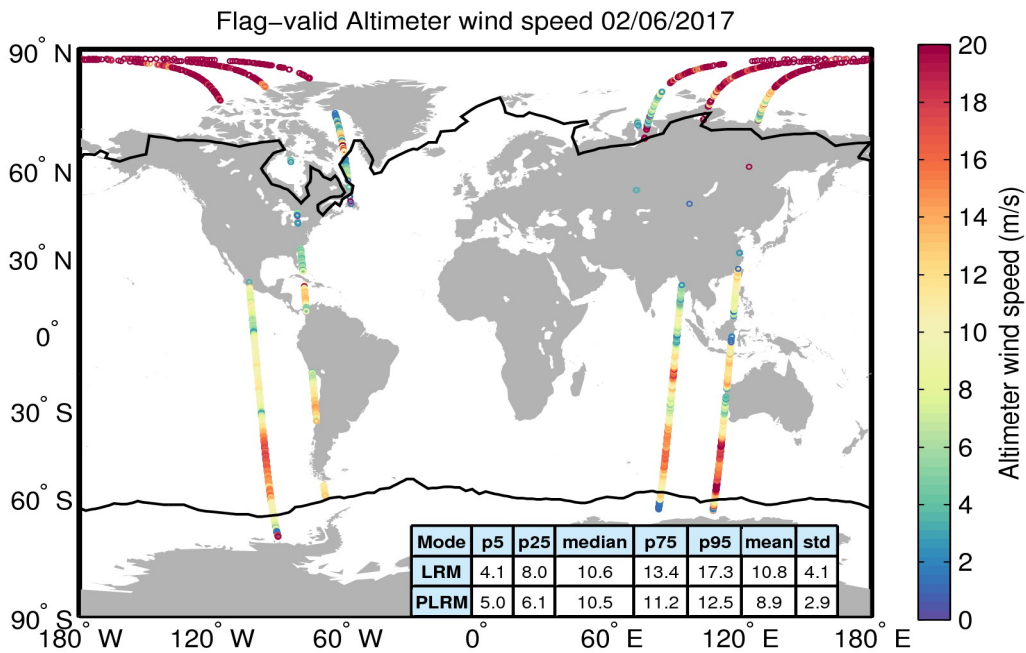 Flag−valid Altimeter wind speed 02/06/2017
90° N
60° N
30° N
0°
30° S
60° S
90° S
180° W
120° W
60° W
0°
60° E
120° E
180° E
Mode p5 p25 median p75 p95 mean std
LRM 4.1 8.0 10.6 13.4 17.3 10.8 4.1
PLRM 5.0 6.1 10.5 11.2 12.5 8.9 2.9
20
18
16
14
12
10
8
6
4
2
0
Altimeter wind speed (m/s)